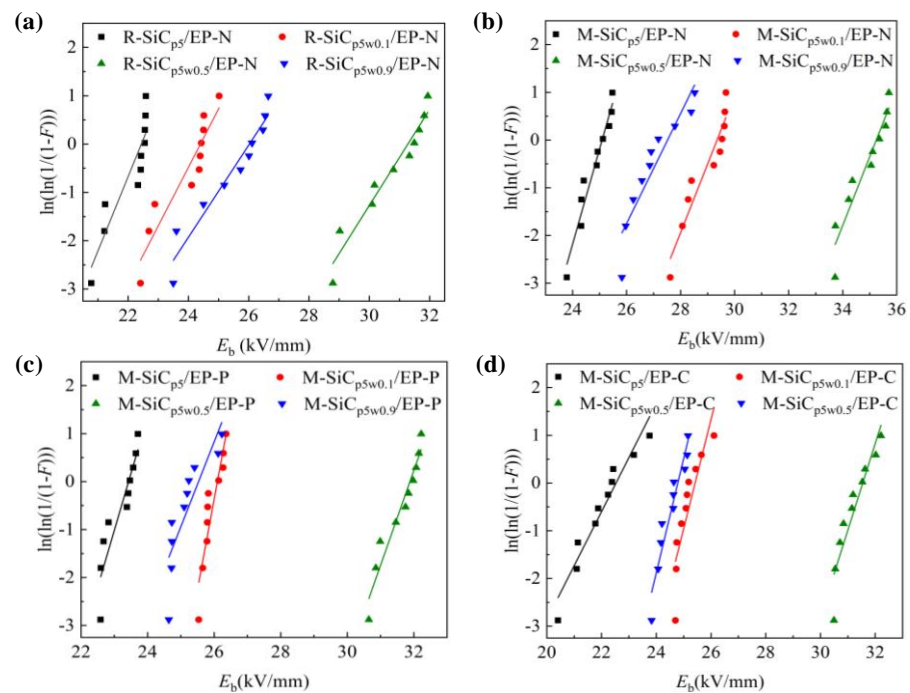 (a)
R-SiCp5/EP-N R-SiCp5w0.1/EP-N
R-SiCp5w0.5/EP-N R-SiCp5w0.9/EP-N
ln(ln(1/(1-F)))
1
0
-1
-2
-3
22 24 26 28 30 32
Eb (kV/mm)
(b)
M-SiCp5/EP-N M-SiCp5w0.1/EP-N
M-SiCp5w0.5/EP-N M-SiCp5w0.9/EP-N
ln(ln(1/(1-F)))
2
1
0
-1
-2
-3
24 26 28 30 32 34 36
Eb(kV/mm)
(c)
M-SiCp5/EP-P M-SiCp5w0.1/EP-P
M-SiCp5w0.5/EP-P M-SiCp5w0.9/EP-P
ln(ln(1/(1-F)))
2
1
0
-1
-2
-3
22 24 26 28 30 32
Eb(kV/mm)
(d)
M-SiCp5/EP-C M-SiCp5w0.1/EP-C
M-SiCp5w0.5/EP-C M-SiCp5w0.5/EP-C
ln(ln(1/(1-F)))
2
1
0
-1
-2
-3
20 22 24 26 28 30 32
Eb(kV/mm)